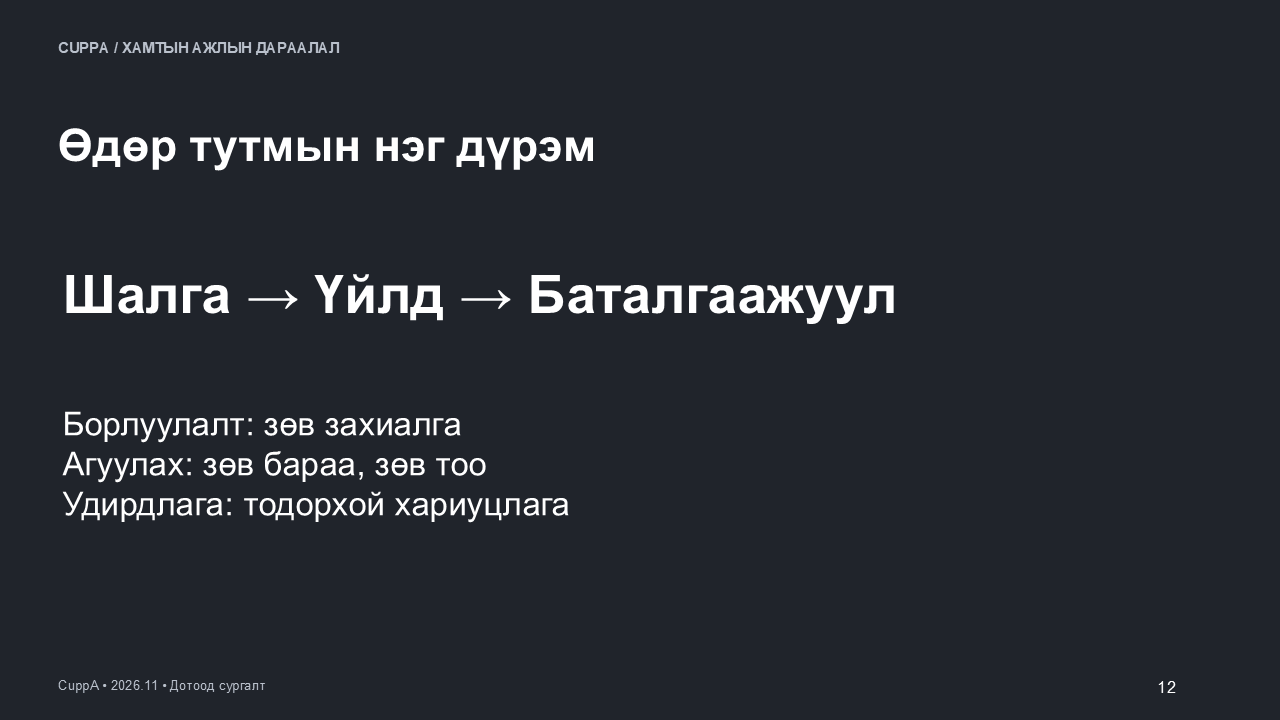 CUPPA / ХАМТЫН АЖЛЫН ДАРААЛАЛ
Өдөр тутмын нэг дүрэм
Шалга → Үйлд → Баталгаажуул
Борлуулалт: зөв захиалга
Агуулах: зөв бараа, зөв тоо
Удирдлага: тодорхой хариуцлага
CuppA • 2026.11 • Дотоод сургалт
12